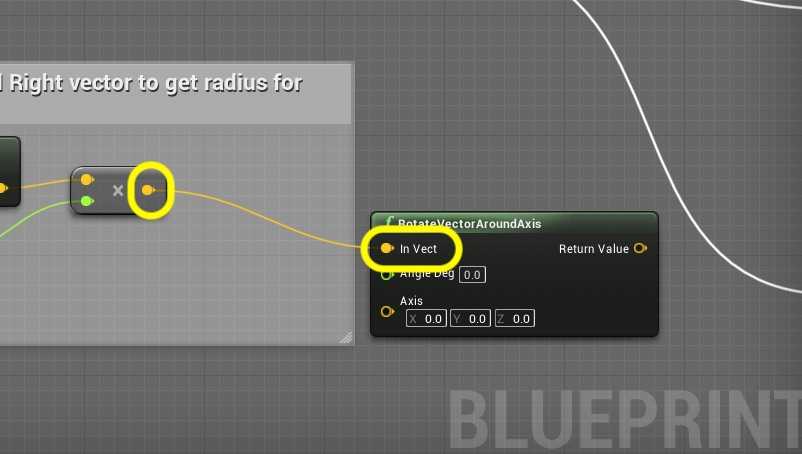 Right vector to get radius for
×
f RotateVectorAroundAxis
In Vect
Return Value
Angle Deg 0.0
Axis
X 0.0 Y 0.0 Z 0.0
BLUEPRINT